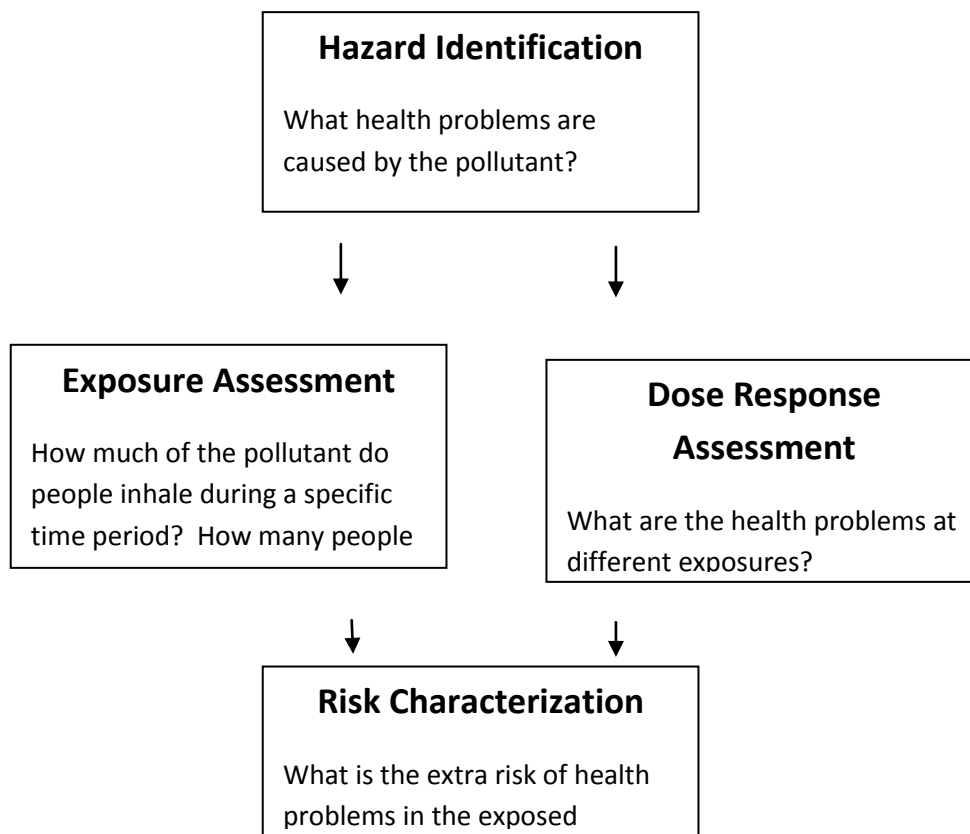 Hazard Identification
What health problems are
caused by the pollutant?
Exposure Assessment
How much of the pollutant do
people inhale during a specific
time period?  How many people
Dose Response
Assessment
What are the health problems at
different exposures?
Risk Characterization
What is the extra risk of health
problems in the exposed